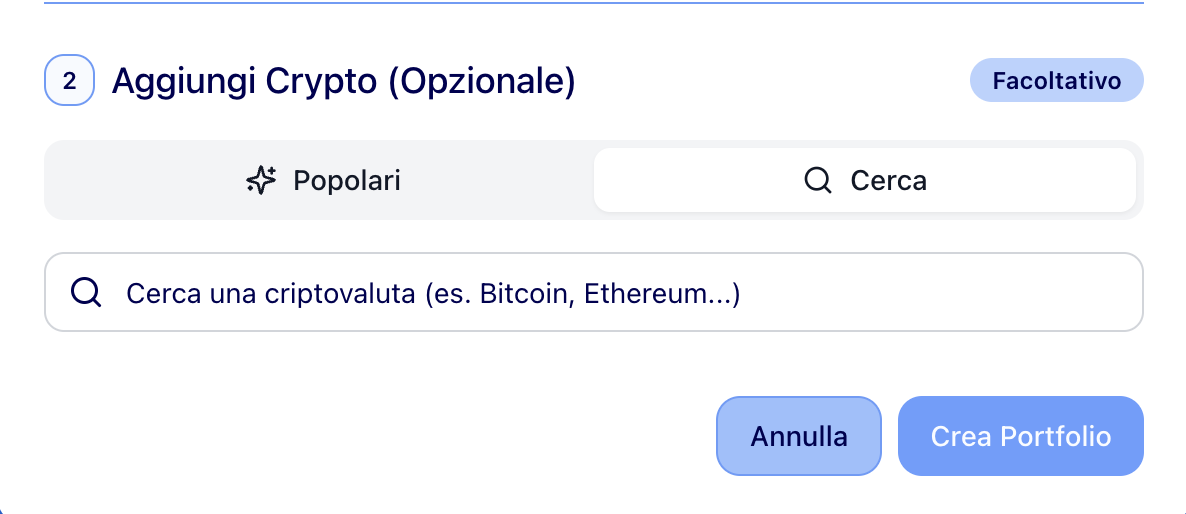 2 Aggiungi Crypto (Opzionale) Facoltativo
Popolari Cerca
Cerca una criptovaluta (es. Bitcoin, Ethereum...)
Annulla Crea Portfolio